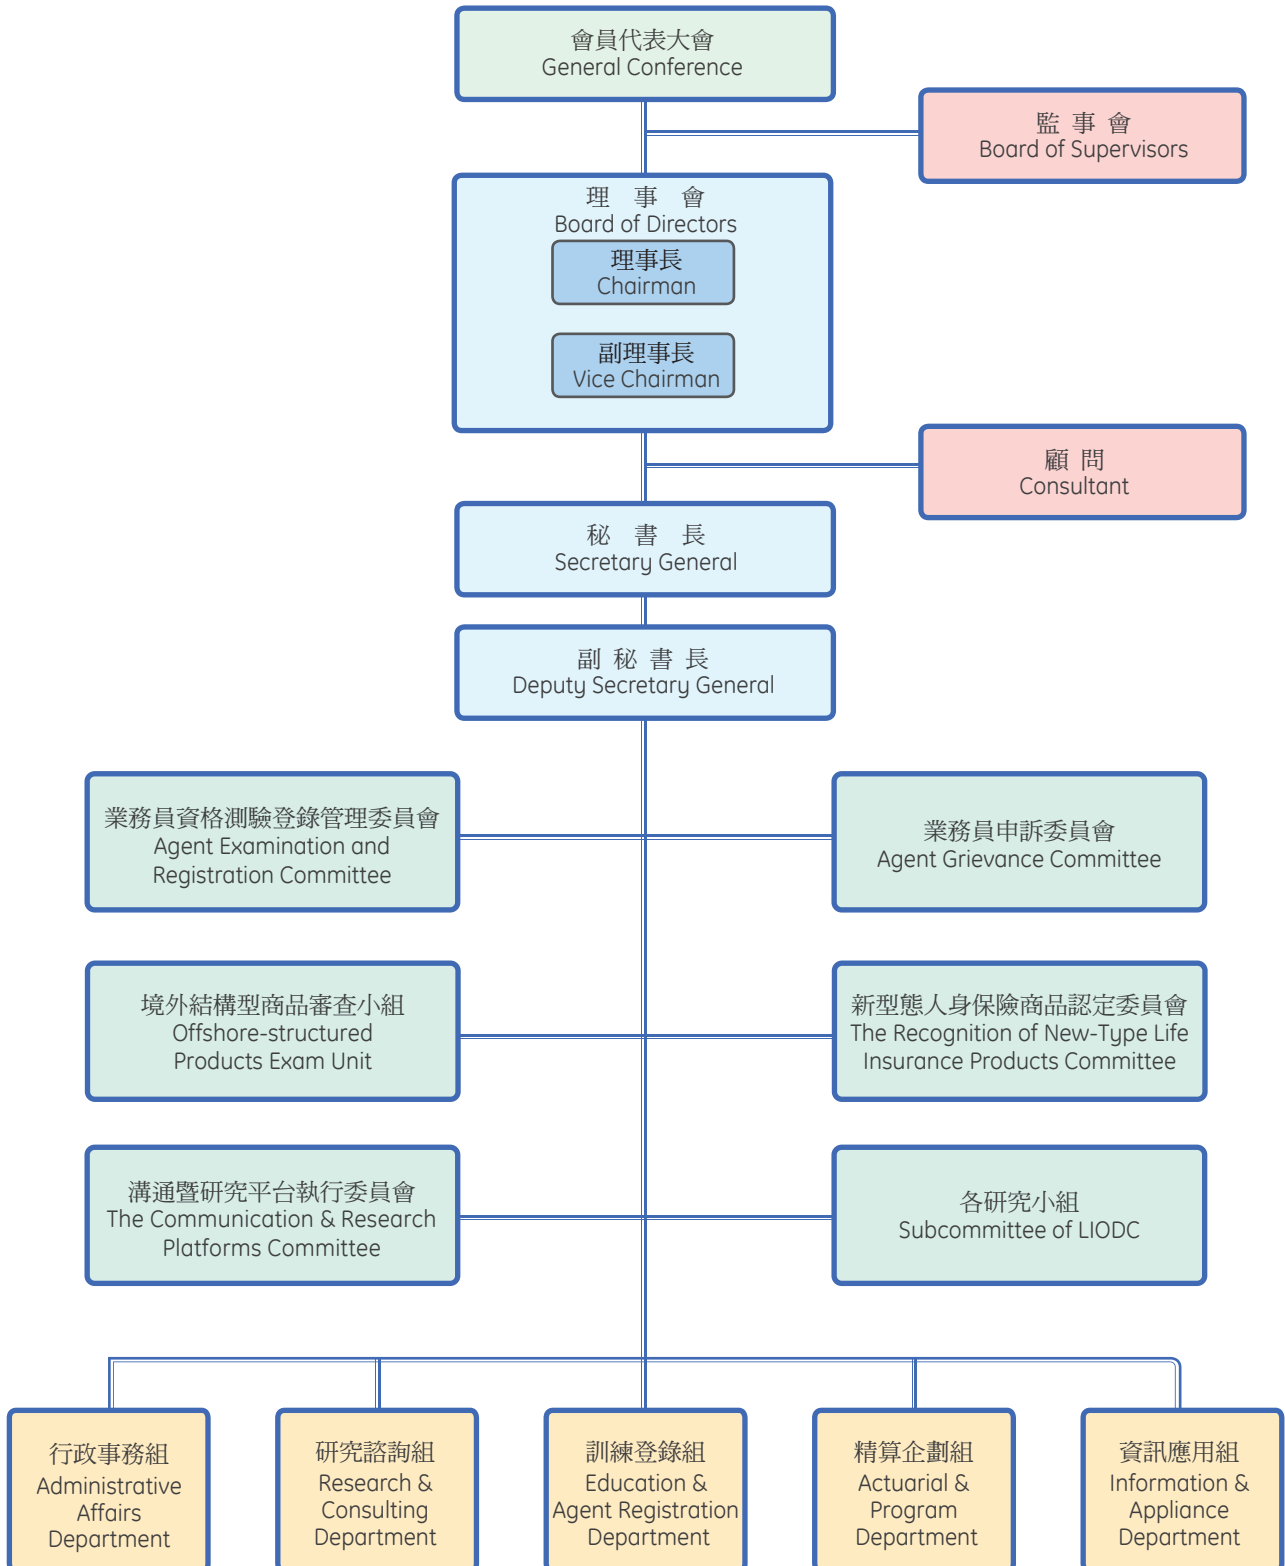 會員代表大會
General Conference
監事會
Board of Supervisors
理事會
Board of Directors
理事長
Chairman
副理事長
Vice Chairman
顧問
Consultant
秘書長
Secretary General
副秘書長
Deputy Secretary General
業務員資格測驗登錄管理委員會
Agent Examination and
Registration Committee
業務員申訴委員會
Agent Grievance Committee
境外結構型商品審查小組
Offshore-structured
Products Exam Unit
新型態人身保險商品認定委員會
The Recognition of New-Type Life
Insurance Products Committee
溝通暨研究平台執行委員會
The Communication & Research
Platforms Committee
各研究小組
Subcommittee of LIODC
行政事務組
Administrative
Affairs
Department
研究諮詢組
Research &
Consulting
Department
訓練登錄組
Education &
Agent Registration
Department
精算企劃組
Actuarial &
Program
Department
資訊應用組
Information &
Appliance
Department